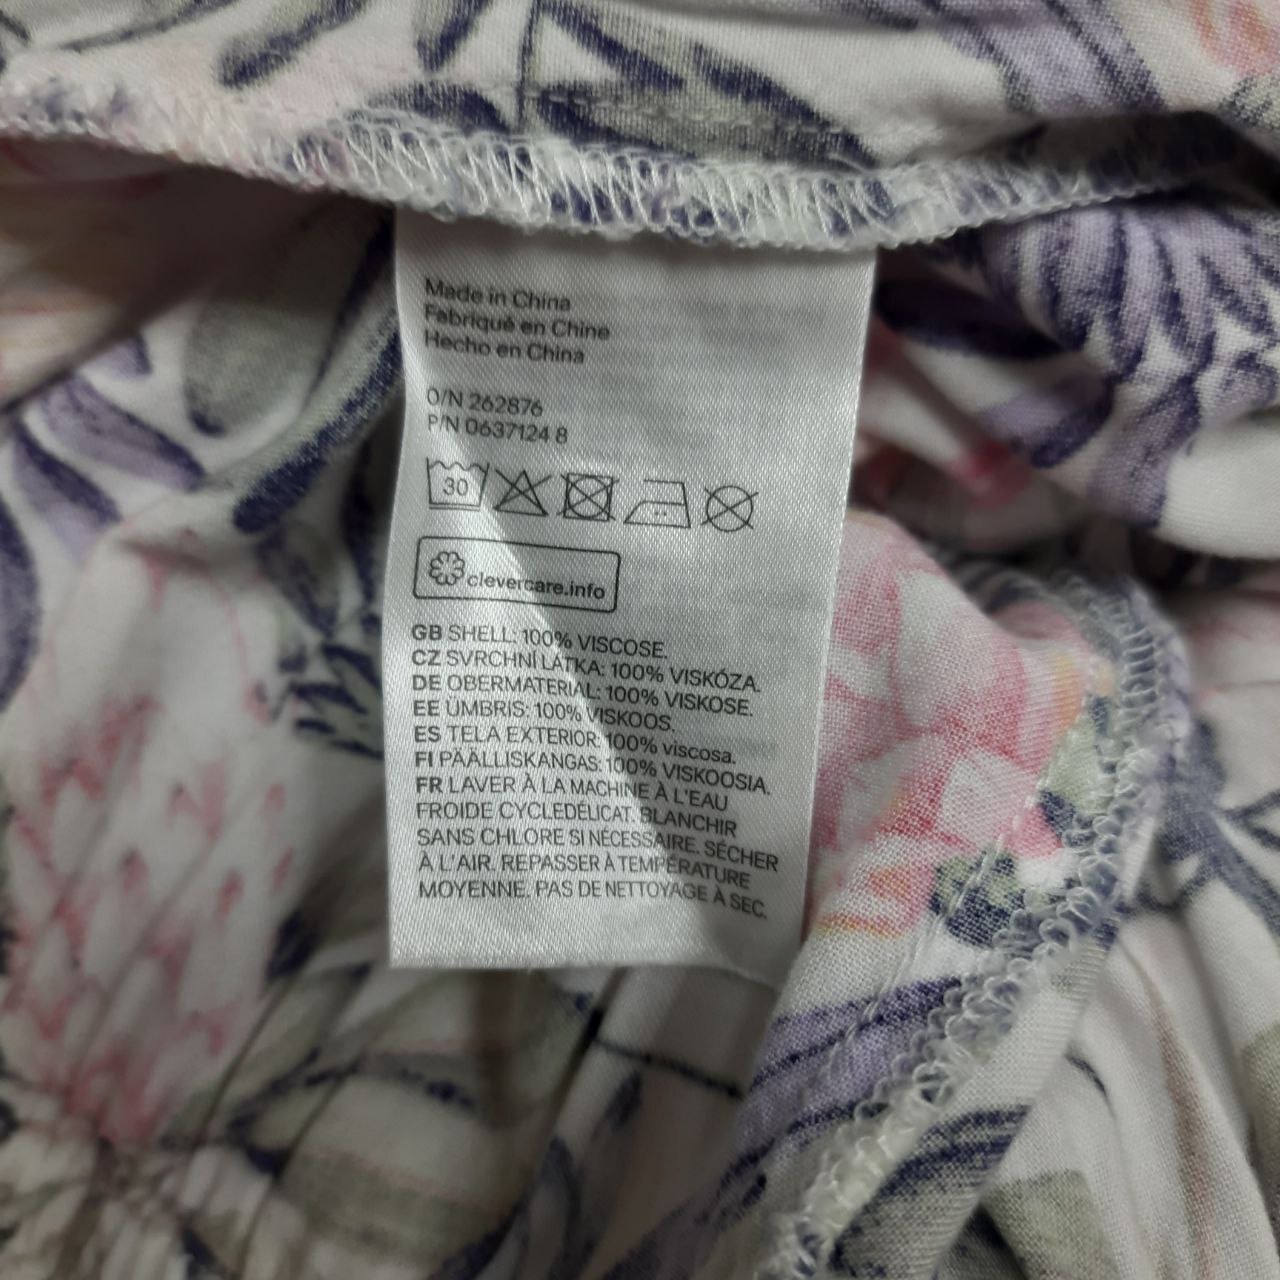 Made in China
Fabriqué en Chine
Hecho en China
O/N 262876
P/N 0637124 8
30
clevercare.info
GB SHELL: 100% VISCOSE.
CZ SVRCHNÍ LÁTKA: 100% VISKÓZA.
DE OBERMATERIAL: 100% VISKOSE.
EE ÜMBRIS: 100% VISKOOS.
ES TELA EXTERIOR: 100% viscosa.
FI PÄÄLLISKANGAS: 100% VISKOOSIA.
FR LAVER À LA MACHINE À L'EAU
FROIDE CYCLEDÉLICAT. BLANCHIR
SANS CHLORE SI NÉCESSAIRE. SÉCHER
À L'AIR. REPASSER À TEMPÉRATURE
MOYENNE. PAS DE NETTOYAGE À SEC.